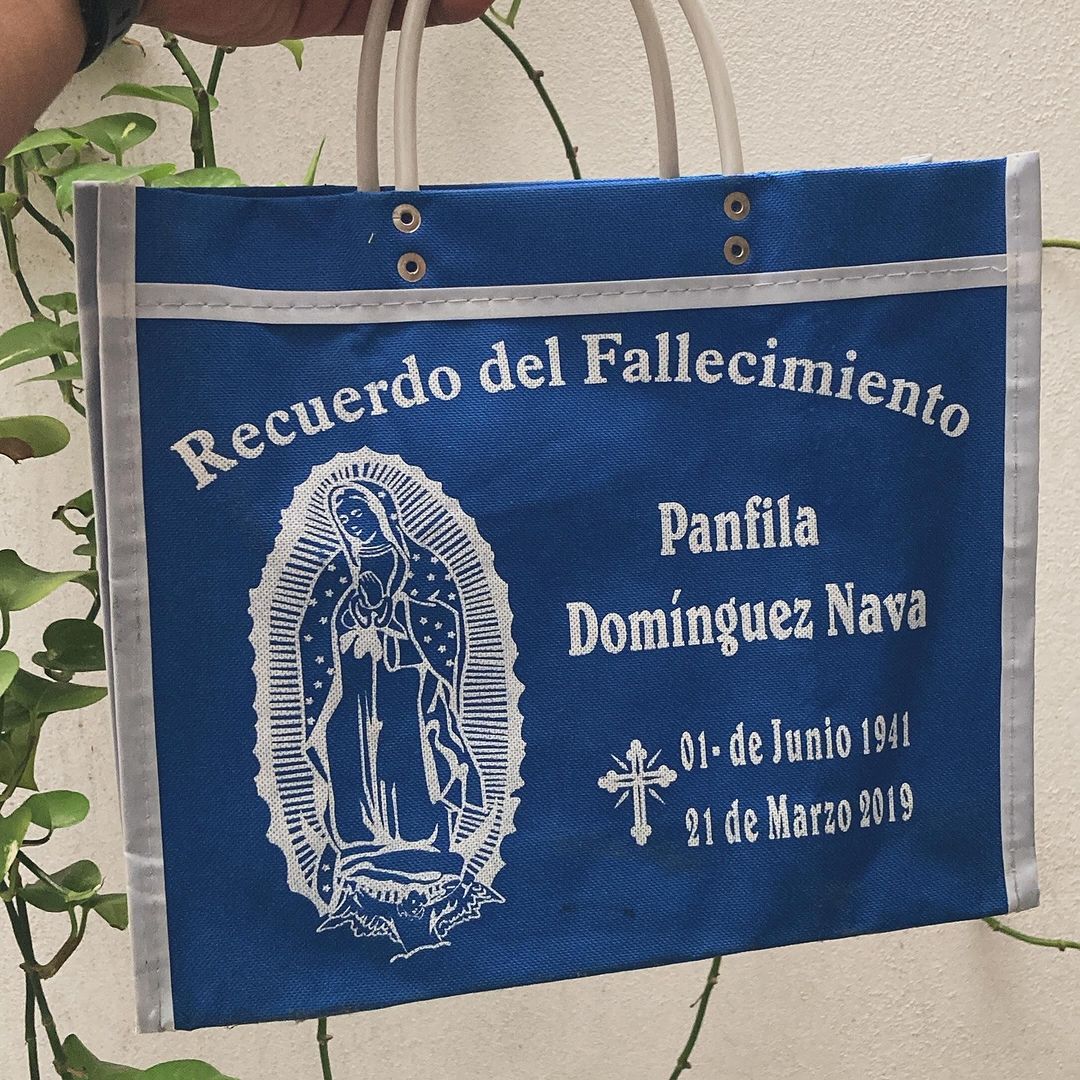 Recuerdo del Fallecimiento
Panfila
Domínguez Nava
01- de Junio 1941
21 de Marzo 2019